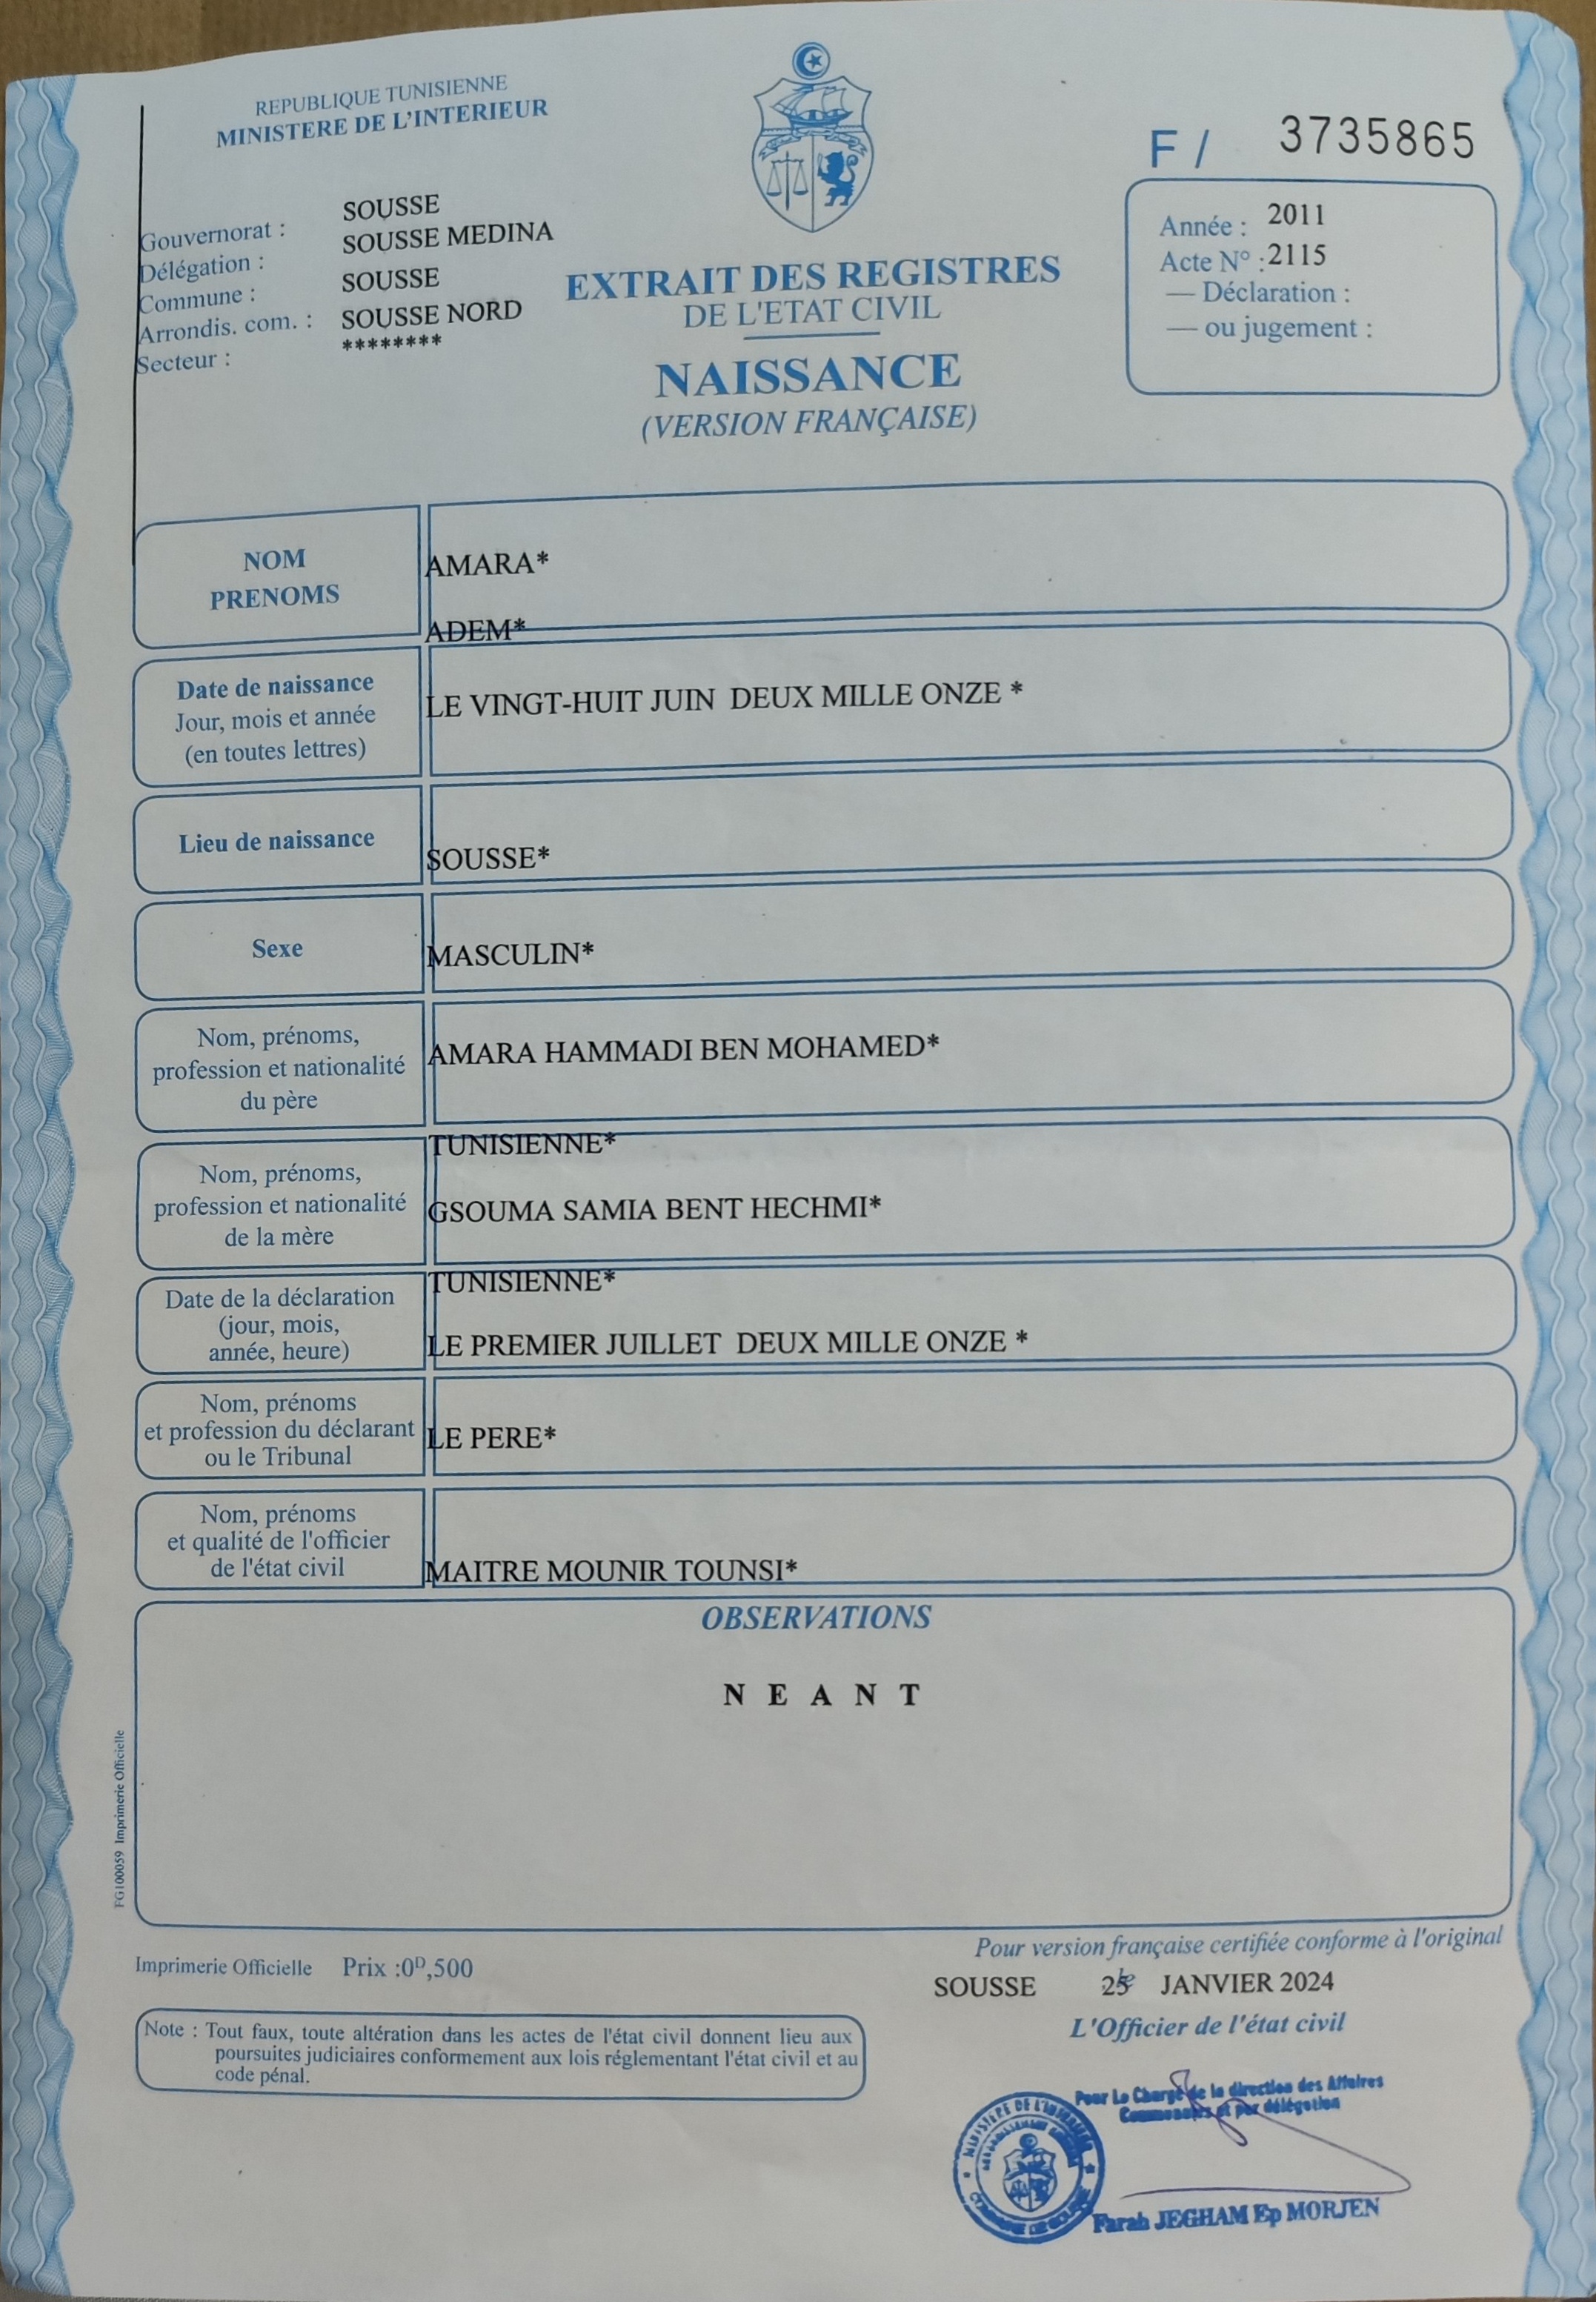 REPUBLIQUE TUNISIENNE
MINISTERE DE L'INTERIEUR
F / 3735865
Gouvernorat : SOUSSE
Délégation : SOUSSE MEDINA
Commune : SOUSSE
Arrondis. com. : SOUSSE NORD
Secteur : ********
EXTRAIT DES REGISTRES
DE L'ETAT CIVIL
NAISSANCE
(VERSION FRANÇAISE)
Année : 2011
Acte N° : 2115
— Déclaration :
— ou jugement :
NOM
PRENOMS
AMARA*
ADEM*
Date de naissance
Jour, mois et année
(en toutes lettres)
LE VINGT-HUIT JUIN DEUX MILLE ONZE *
Lieu de naissance
SOUSSE*
Sexe
MASCULIN*
Nom, prénoms,
profession et nationalité
du père
AMARA HAMMADI BEN MOHAMED*
TUNISIENNE*
Nom, prénoms,
profession et nationalité
de la mère
GSOUMA SAMIA BENT HECHMI*
TUNISIENNE*
Date de la déclaration
(jour, mois,
année, heure)
LE PREMIER JUILLET DEUX MILLE ONZE *
Nom, prénoms
et profession du déclarant
ou le Tribunal
LE PERE*
Nom, prénoms
et qualité de l'officier
de l'état civil
MAITRE MOUNIR TOUNSI*
OBSERVATIONS
N E A N T
FG100059 Imprimerie Officielle
Imprimerie Officielle Prix :0ᴰ,500
Note : Tout faux, toute altération dans les actes de l'état civil donnent lieu aux
poursuites judiciaires conformement aux lois réglementant l'état civil et au
code pénal.
Pour version française certifiée conforme à l'original
SOUSSE JANVIER 2024
L'Officier de l'état civil
Pour Le Chargé de la direction des Affaires
Communales et par délégation
MINISTERE DE L'INTERIEUR
COMMUNE DE SOUSSE
Farah JEGHAM Ep MORJEN